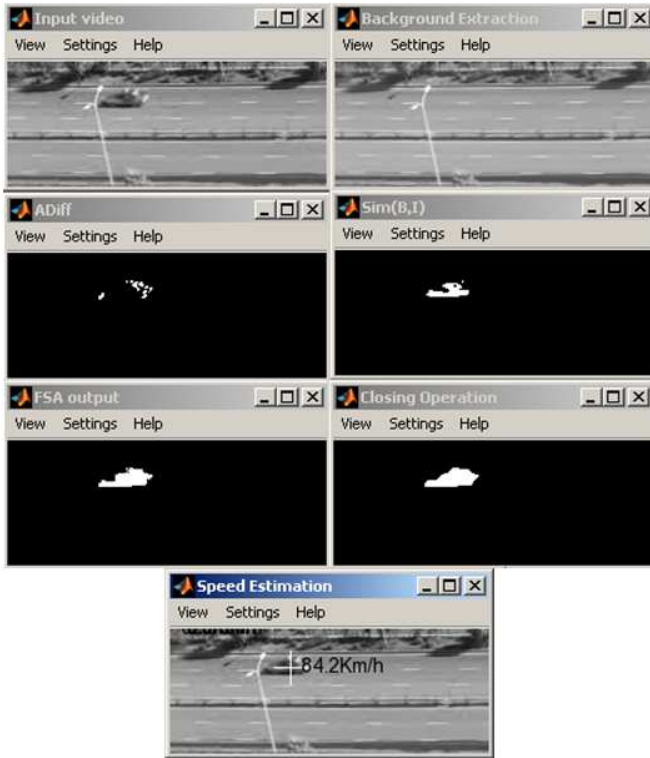 Input video
View Settings Help
Background Extraction
View Settings Help
ADiff
View Settings Help
Sim(B,I)
View Settings Help
FSA output
View Settings Help
Closing Operation
View Settings Help
Speed Estimation
View Settings Help
84.2Km/h